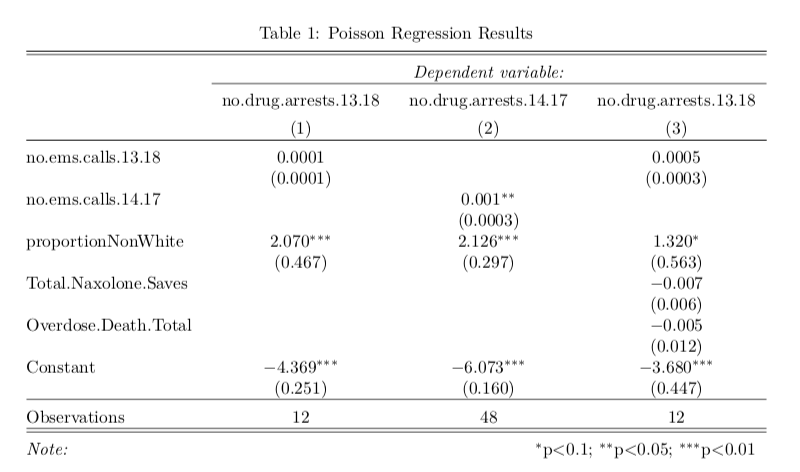 Table 1: Poisson Regression Results
Dependent variable:
no.drug.arrests.13.18 no.drug.arrests.14.17 no.drug.arrests.13.18
(1) (2) (3)
no.ems.calls.13.18 0.0001 0.0005
(0.0001) (0.0003)
no.ems.calls.14.17 0.001**
(0.0003)
proportionNonWhite 2.070*** 2.126*** 1.320*
(0.467) (0.297) (0.563)
Total.Naxolone.Saves −0.007
(0.006)
Overdose.Death.Total −0.005
(0.012)
Constant −4.369*** −6.073*** −3.680***
(0.251) (0.160) (0.447)
Observations 12 48 12
Note: *p<0.1; **p<0.05; ***p<0.01